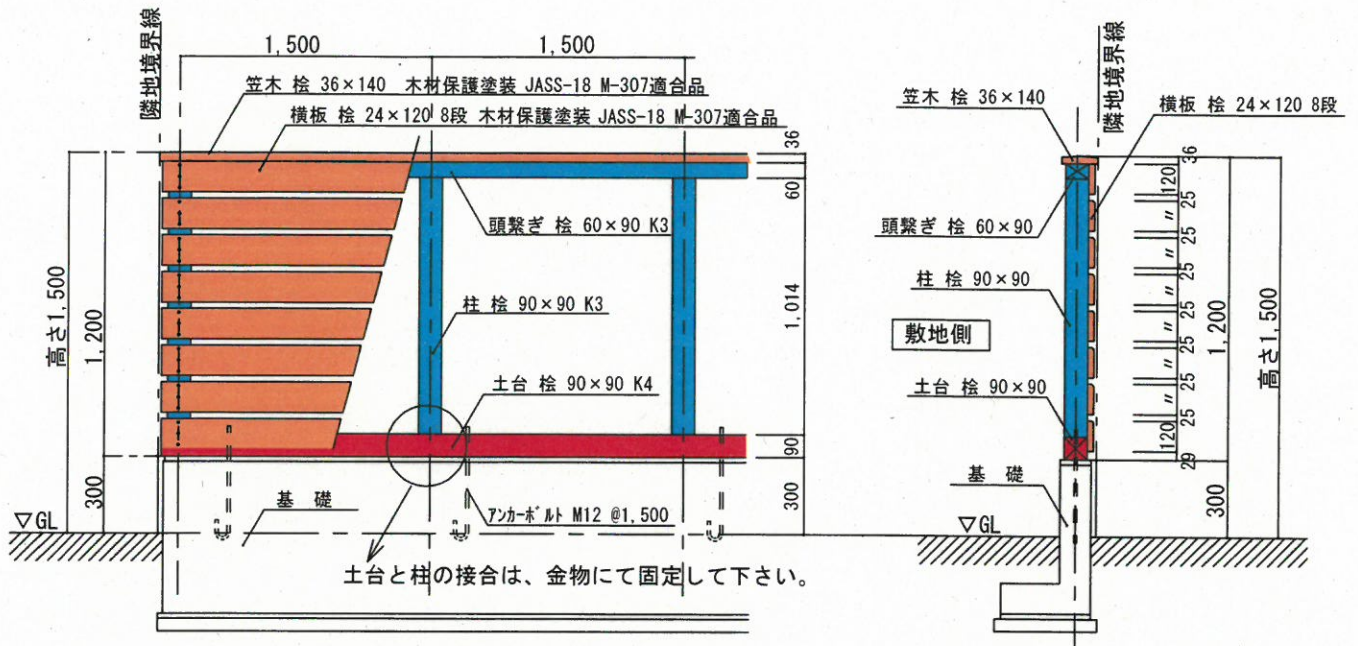 隣地境界線
1,500
1,500
笠木 桧 36×140 木材保護塗装 JASS-18 M-307適合品
横板 桧 24×120 8段 木材保護塗装 JASS-18 M-307適合品
36
60
1,014
90
300
頭繋ぎ 桧 60×90 K3
柱 桧 90×90 K3
土台 桧 90×90 K4
高さ1,500
1,200
300
▽GL
基 礎
アンカーボルト M12 @1,500
土台と柱の接合は、金物にて固定して下さい。
隣地境界線
笠木 桧 36×140
横板 桧 24×120 8段
頭繋ぎ 桧 60×90
柱 桧 90×90
敷地側
土台 桧 90×90
基 礎
▽GL
36
120
25
〃
25
〃
25
〃
25
〃
25
〃
25
〃
25
120
29
1,200
300
高さ1,500